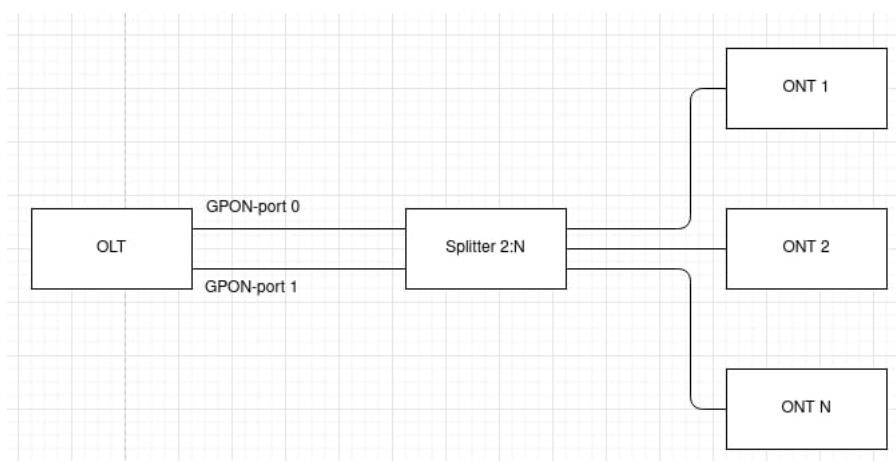 ONT 1
GPON-port 0
OLT
Splitter 2:N
ONT 2
GPON-port 1
ONT N